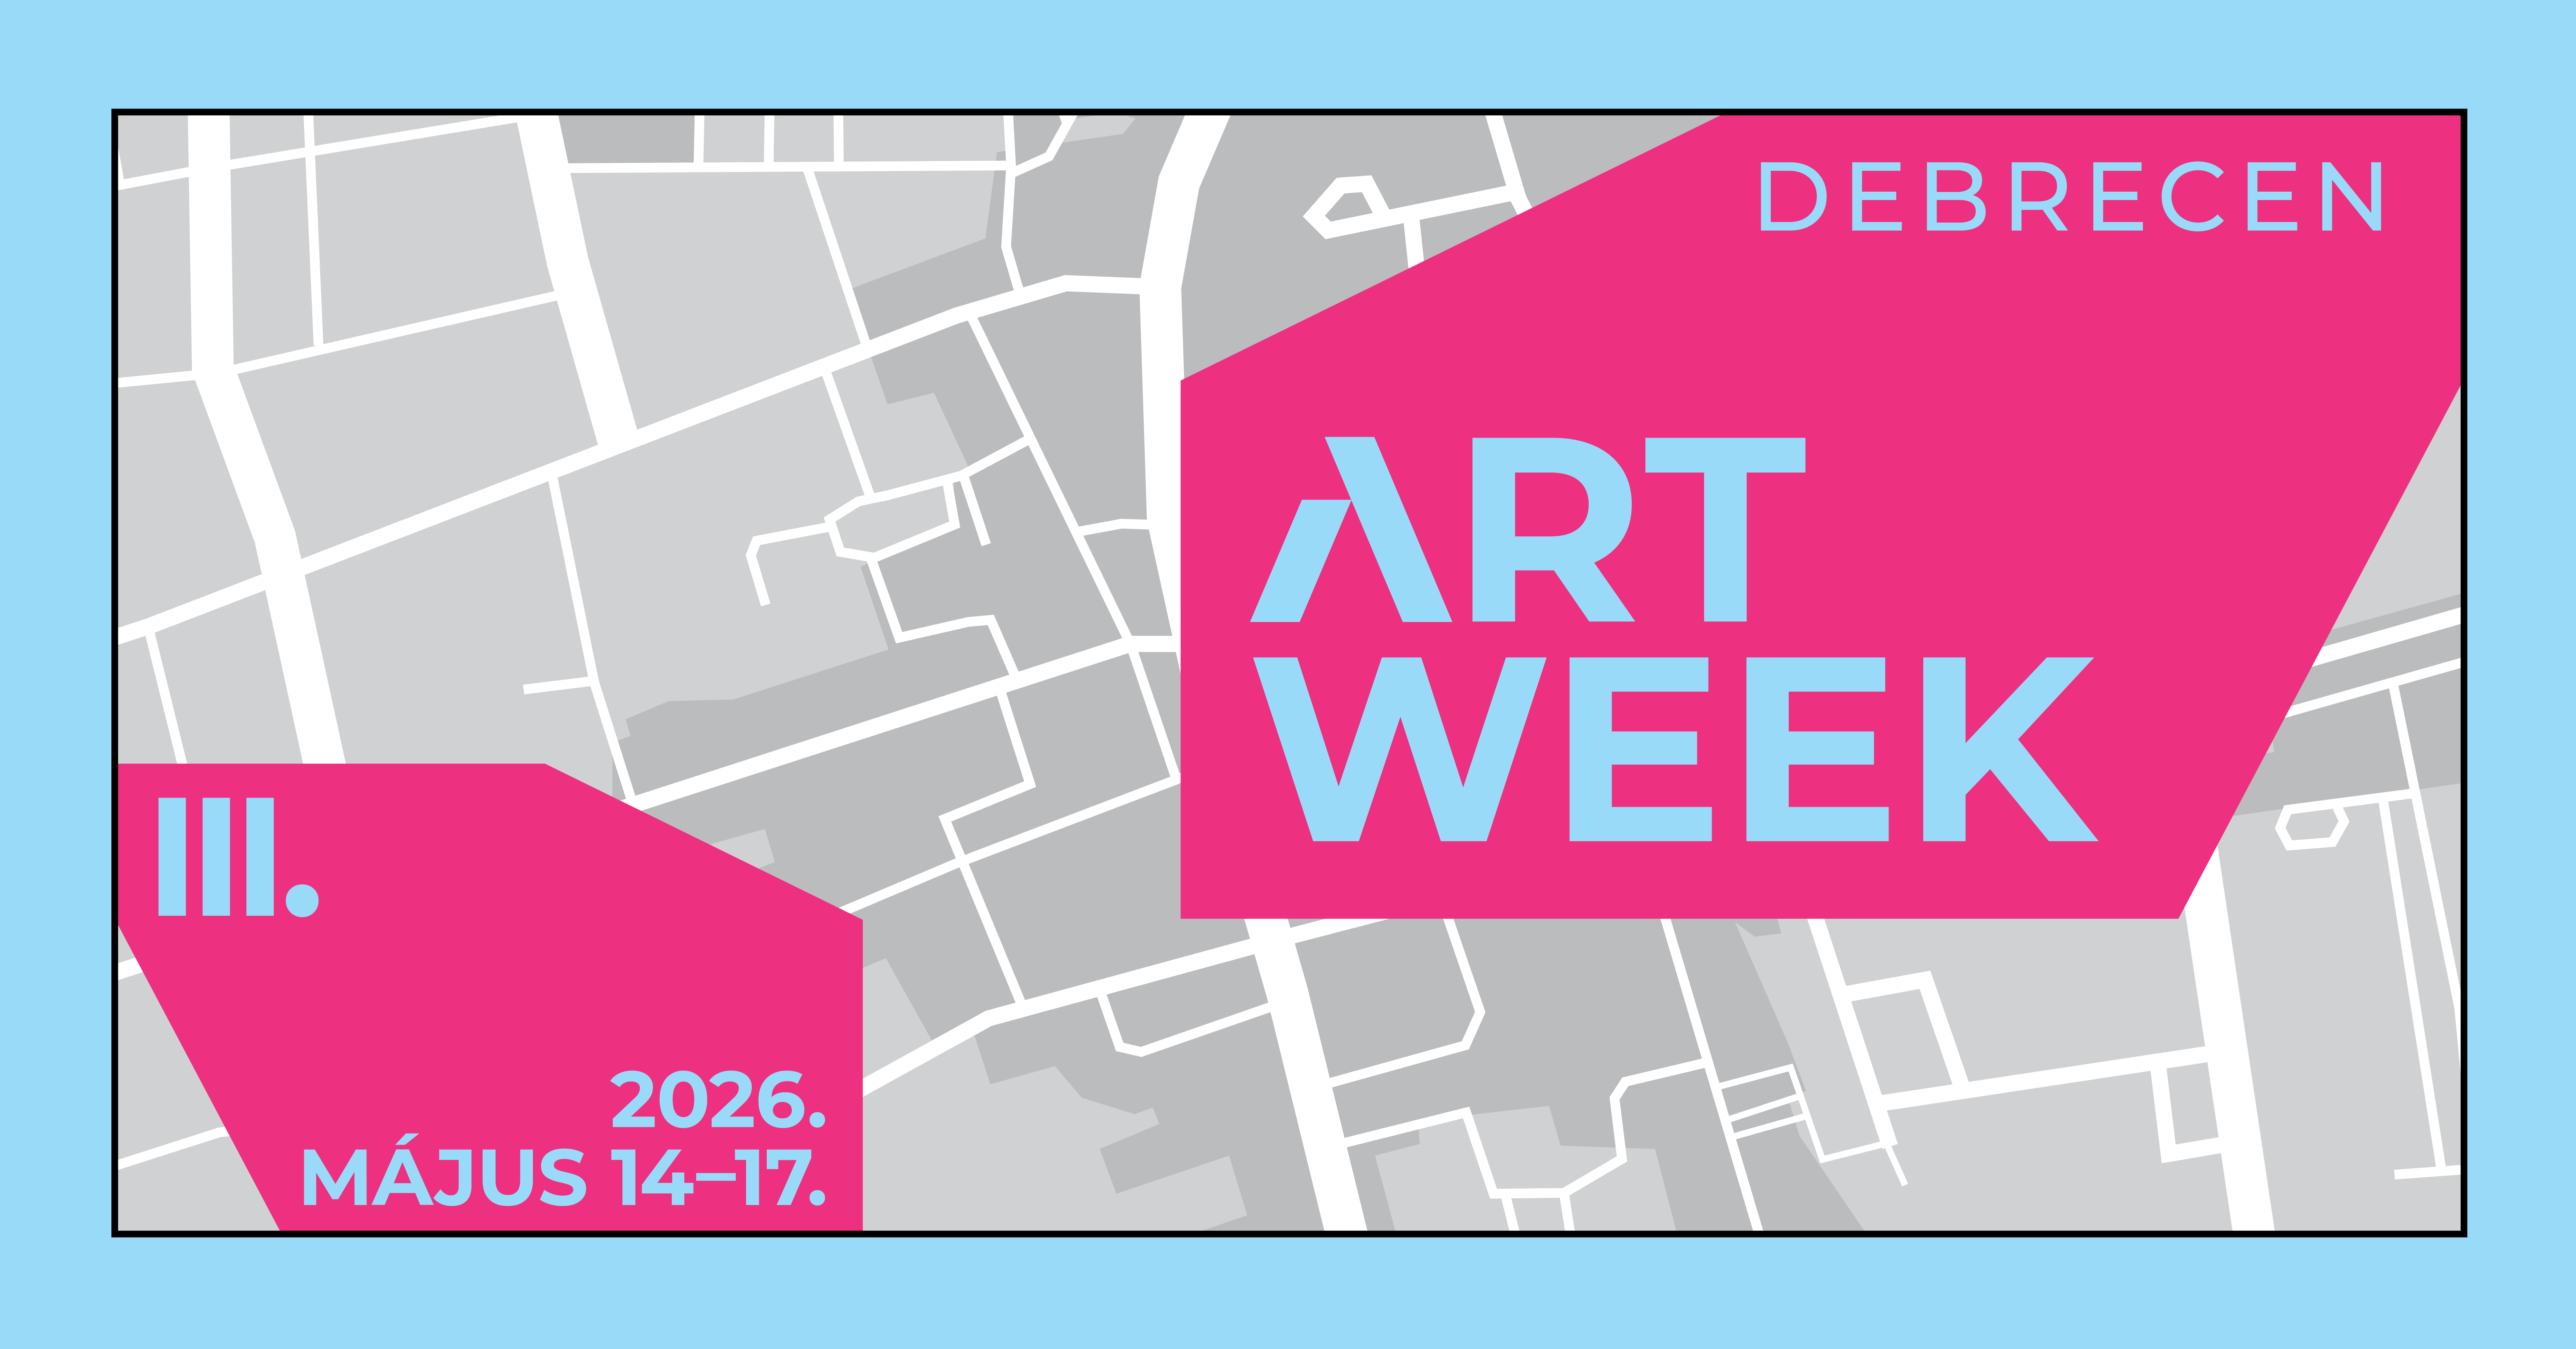 DEBRECEN
ART
WEEK
III.
2026.
MÁJUS 14–17.